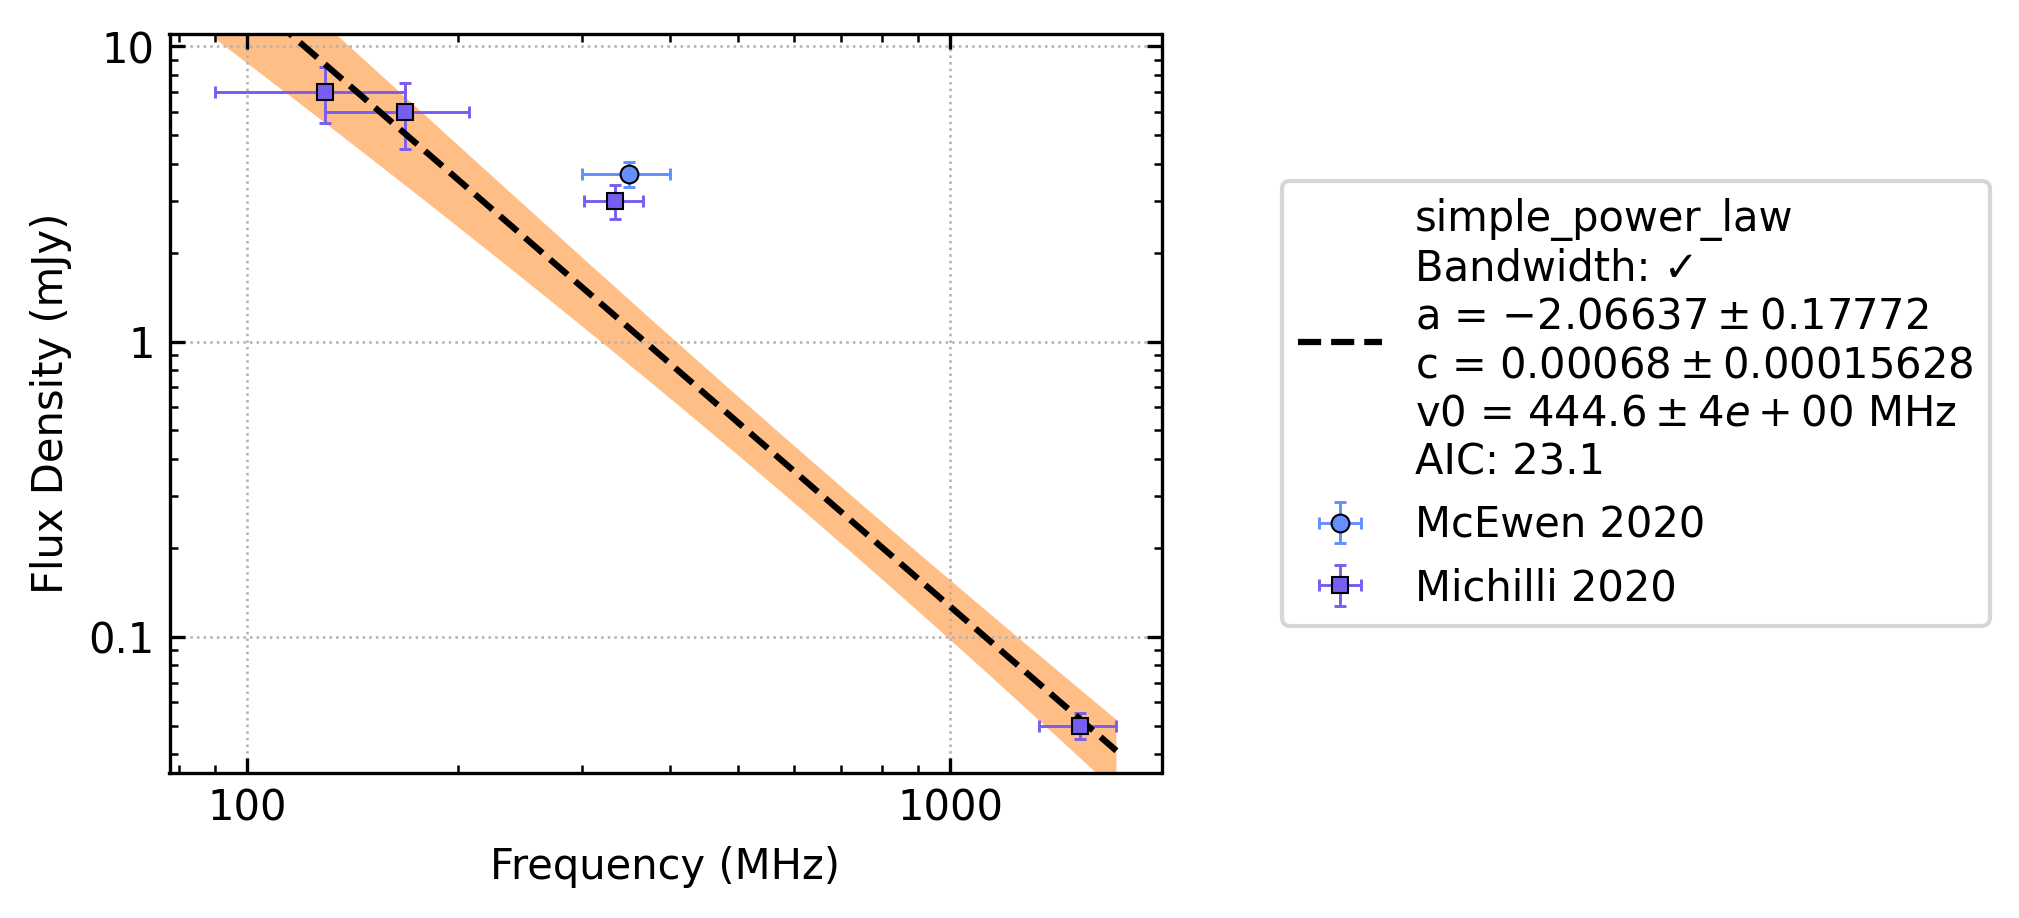 10
1
0.1
100
1000
Flux Density (mJy)
Frequency (MHz)
simple_power_law
Bandwidth: ✓
a = −2.06637 ± 0.17772
c = 0.00068 ± 0.00015628
v0 = 444.6 ± 4e + 00 MHz
AIC: 23.1
McEwen 2020
Michilli 2020